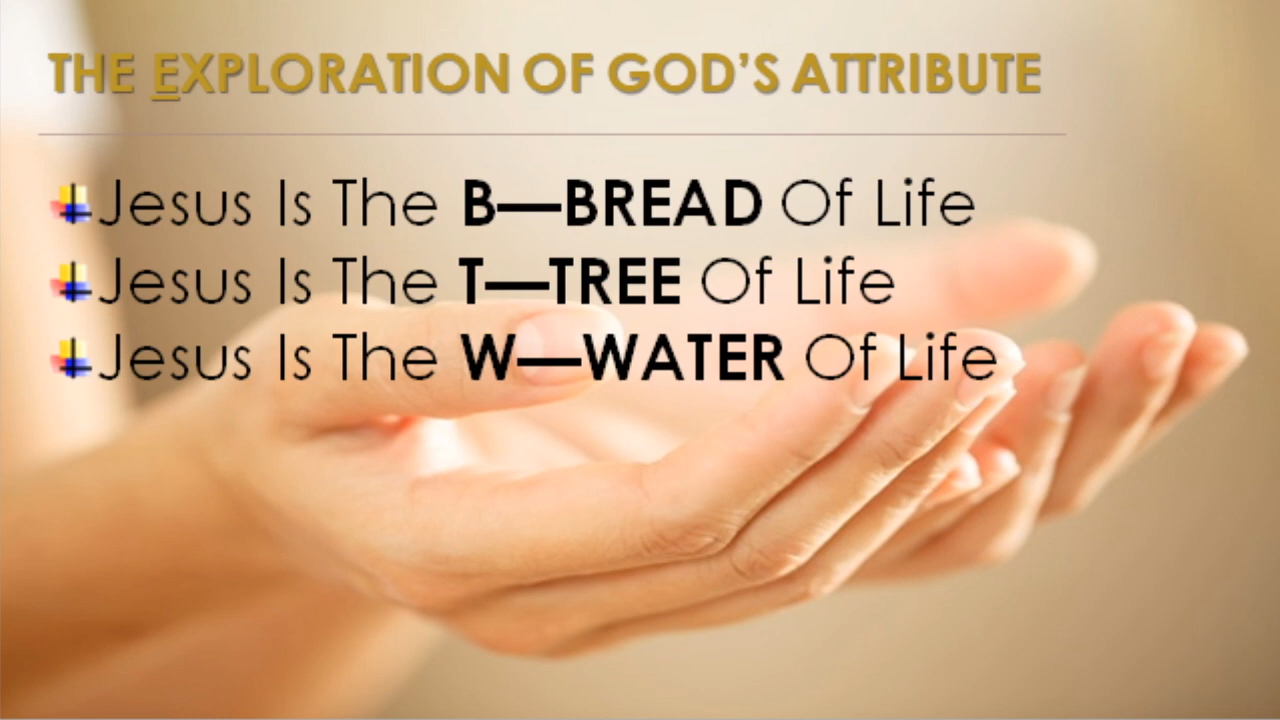 THE EXPLORATION OF GOD’S ATTRIBUTE
Jesus Is The B—BREAD Of Life
Jesus Is The T—TREE Of Life
Jesus Is The W—WATER Of Life